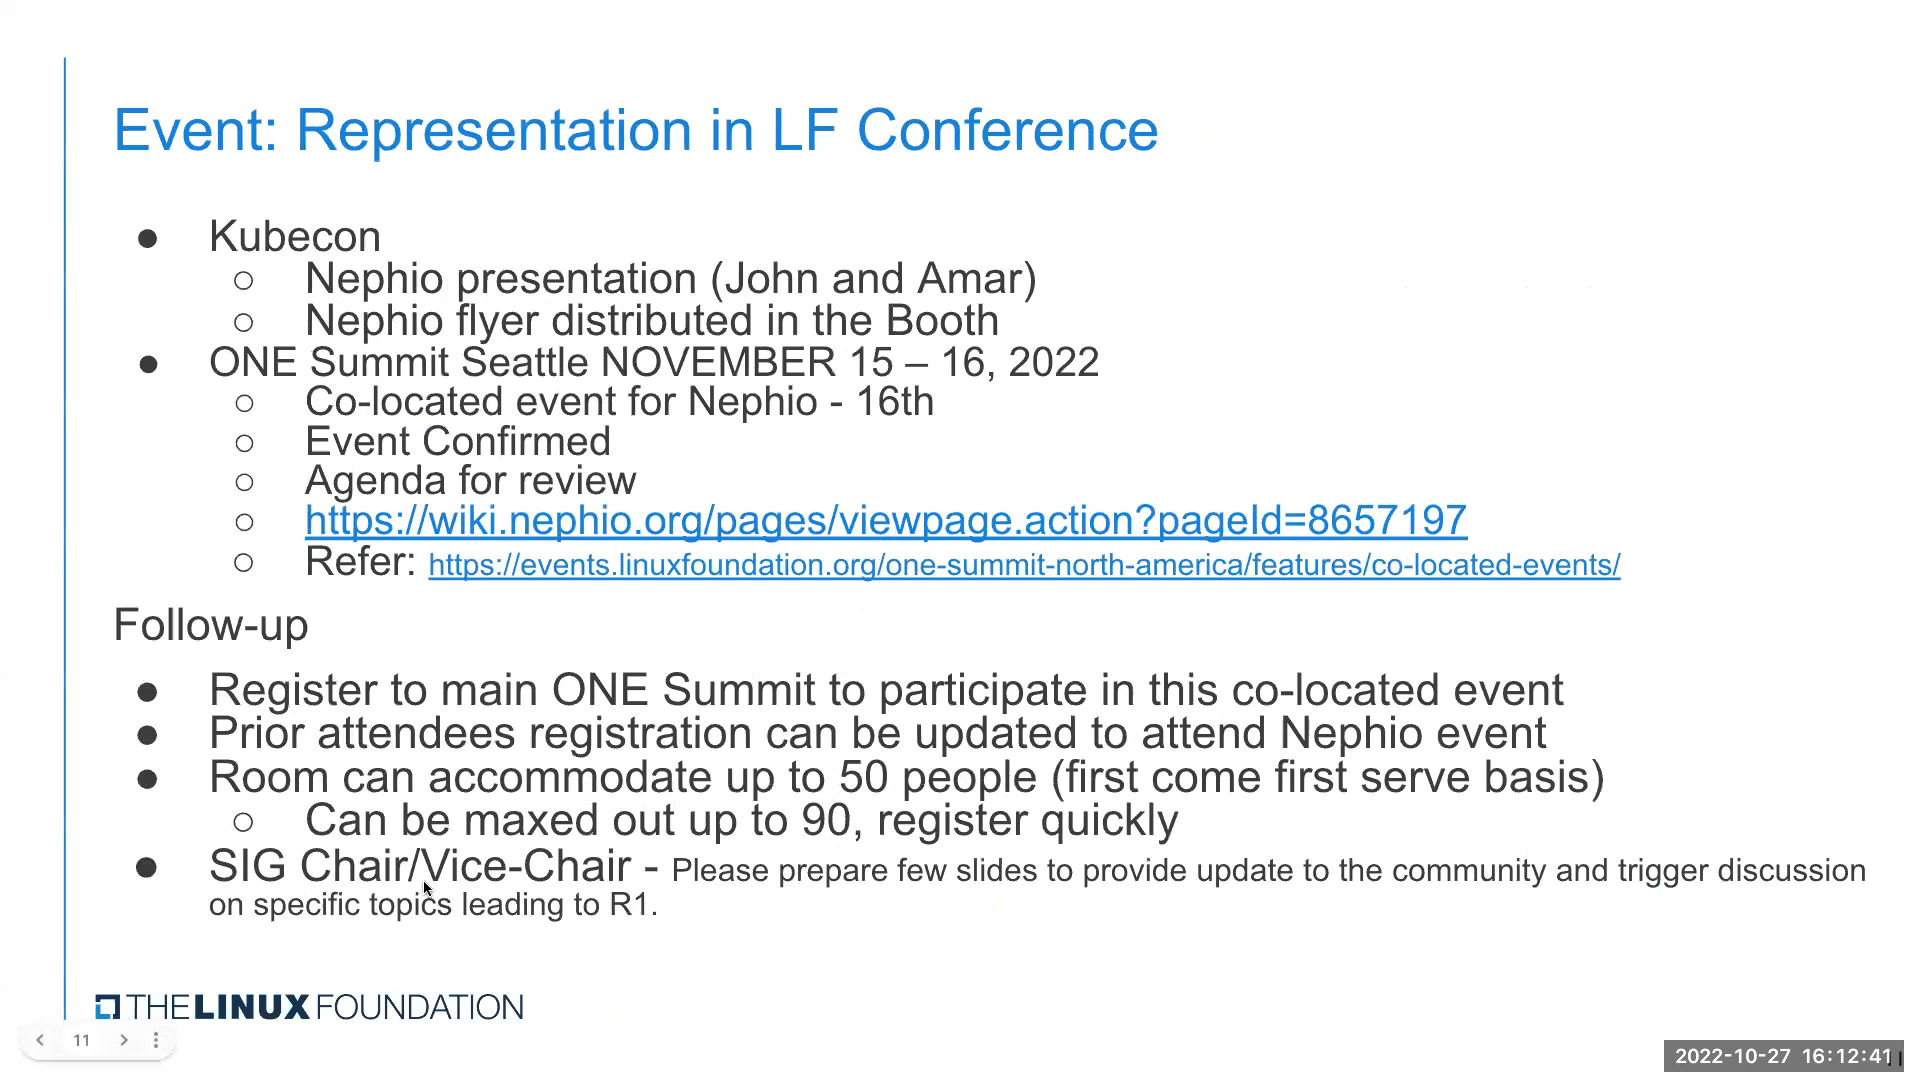 Event: Representation in LF Conference
● Kubecon
○ Nephio presentation (John and Amar)
○ Nephio flyer distributed in the Booth
● ONE Summit Seattle NOVEMBER 15 – 16, 2022
○ Co-located event for Nephio - 16th
○ Event Confirmed
○ Agenda for review
○ https://wiki.nephio.org/pages/viewpage.action?pageId=8657197
○ Refer: https://events.linuxfoundation.org/one-summit-north-america/features/co-located-events/
Follow-up
● Register to main ONE Summit to participate in this co-located event
● Prior attendees registration can be updated to attend Nephio event
● Room can accommodate up to 50 people (first come first serve basis)
○ Can be maxed out up to 90, register quickly
● SIG Chair/Vice-Chair - Please prepare few slides to provide update to the community and trigger discussion
on specific topics leading to R1.
THE LINUX FOUNDATION
11
2022-10-27 16:12:41